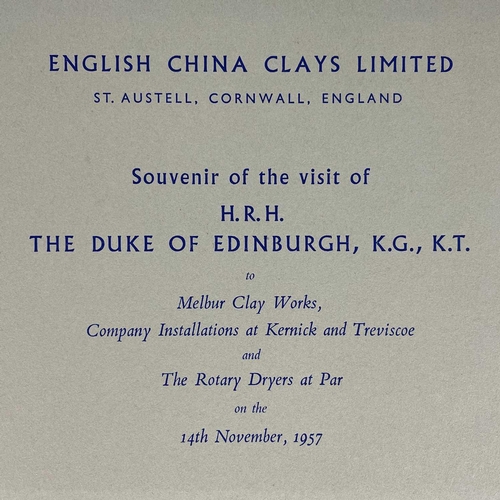 ENGLISH CHINA CLAYS LIMITED
ST. AUSTELL, CORNWALL, ENGLAND
Souvenir of the visit of
H.R.H.
THE DUKE OF EDINBURGH, K.G., K.T.
to
Melbur Clay Works,
Company Installations at Kernick and Treviscoe
and
The Rotary Dryers at Par
on the
14th November, 1957